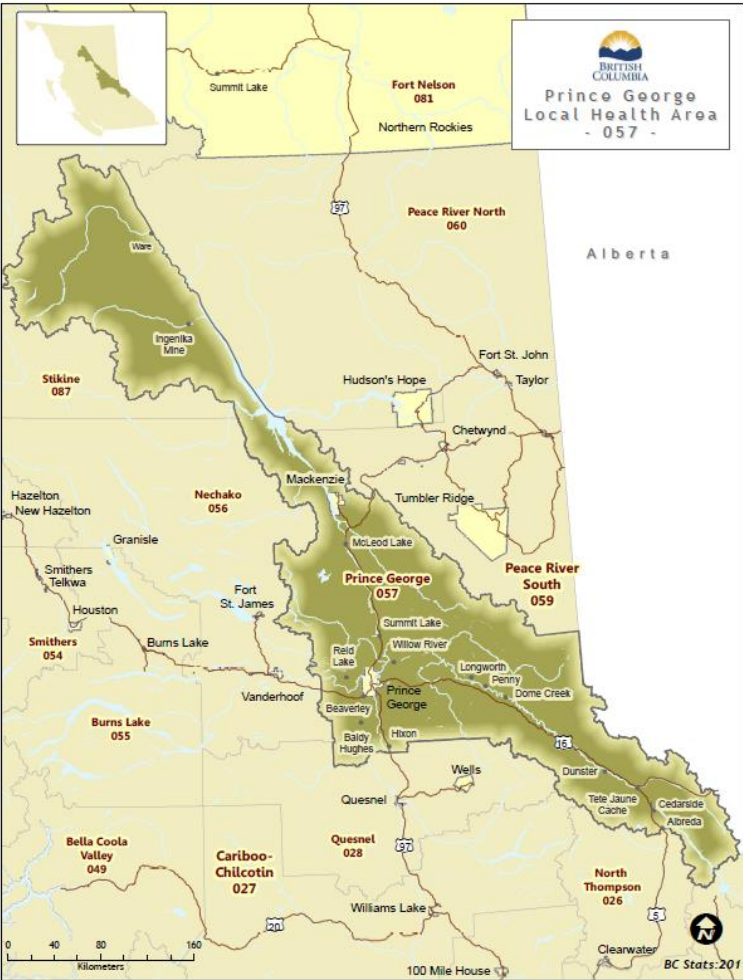 BRITISH
COLUMBIA
Prince George
Local Health Area
- 057 -
Summit Lake
Fort Nelson
081
Northern Rockies
97
Peace River North
060
Alberta
Ware
Ingenika
Mine
Stikine
087
Fort St. John
Taylor
Hudson's Hope
Chetwynd
Mackenzie
Tumbler Ridge
Nechako
056
Hazelton
New Hazelton
Granisle
McLeod Lake
Smithers
Telkwa
Prince George
057
Peace River
South
059
Fort
St. James
Houston
Summit Lake
Smithers
054
Burns Lake
Willow River
Reid
Lake
Longworth
Penny
Vanderhoof
Prince
George
Dome Creek
Beaverley
Burns Lake
055
Baldy
Hughes
Hixon
16
Wells
Dunster
Tete Jaune
Cache
Cedarside
Albreda
Quesnel
Bella Coola
Valley
049
Cariboo-
Chilcotin
027
Quesnel
028
97
North
Thompson
026
Williams Lake
20
5
N
Clearwater
0 40 80 160
Kilometers
100 Mile House
BC Stats:201